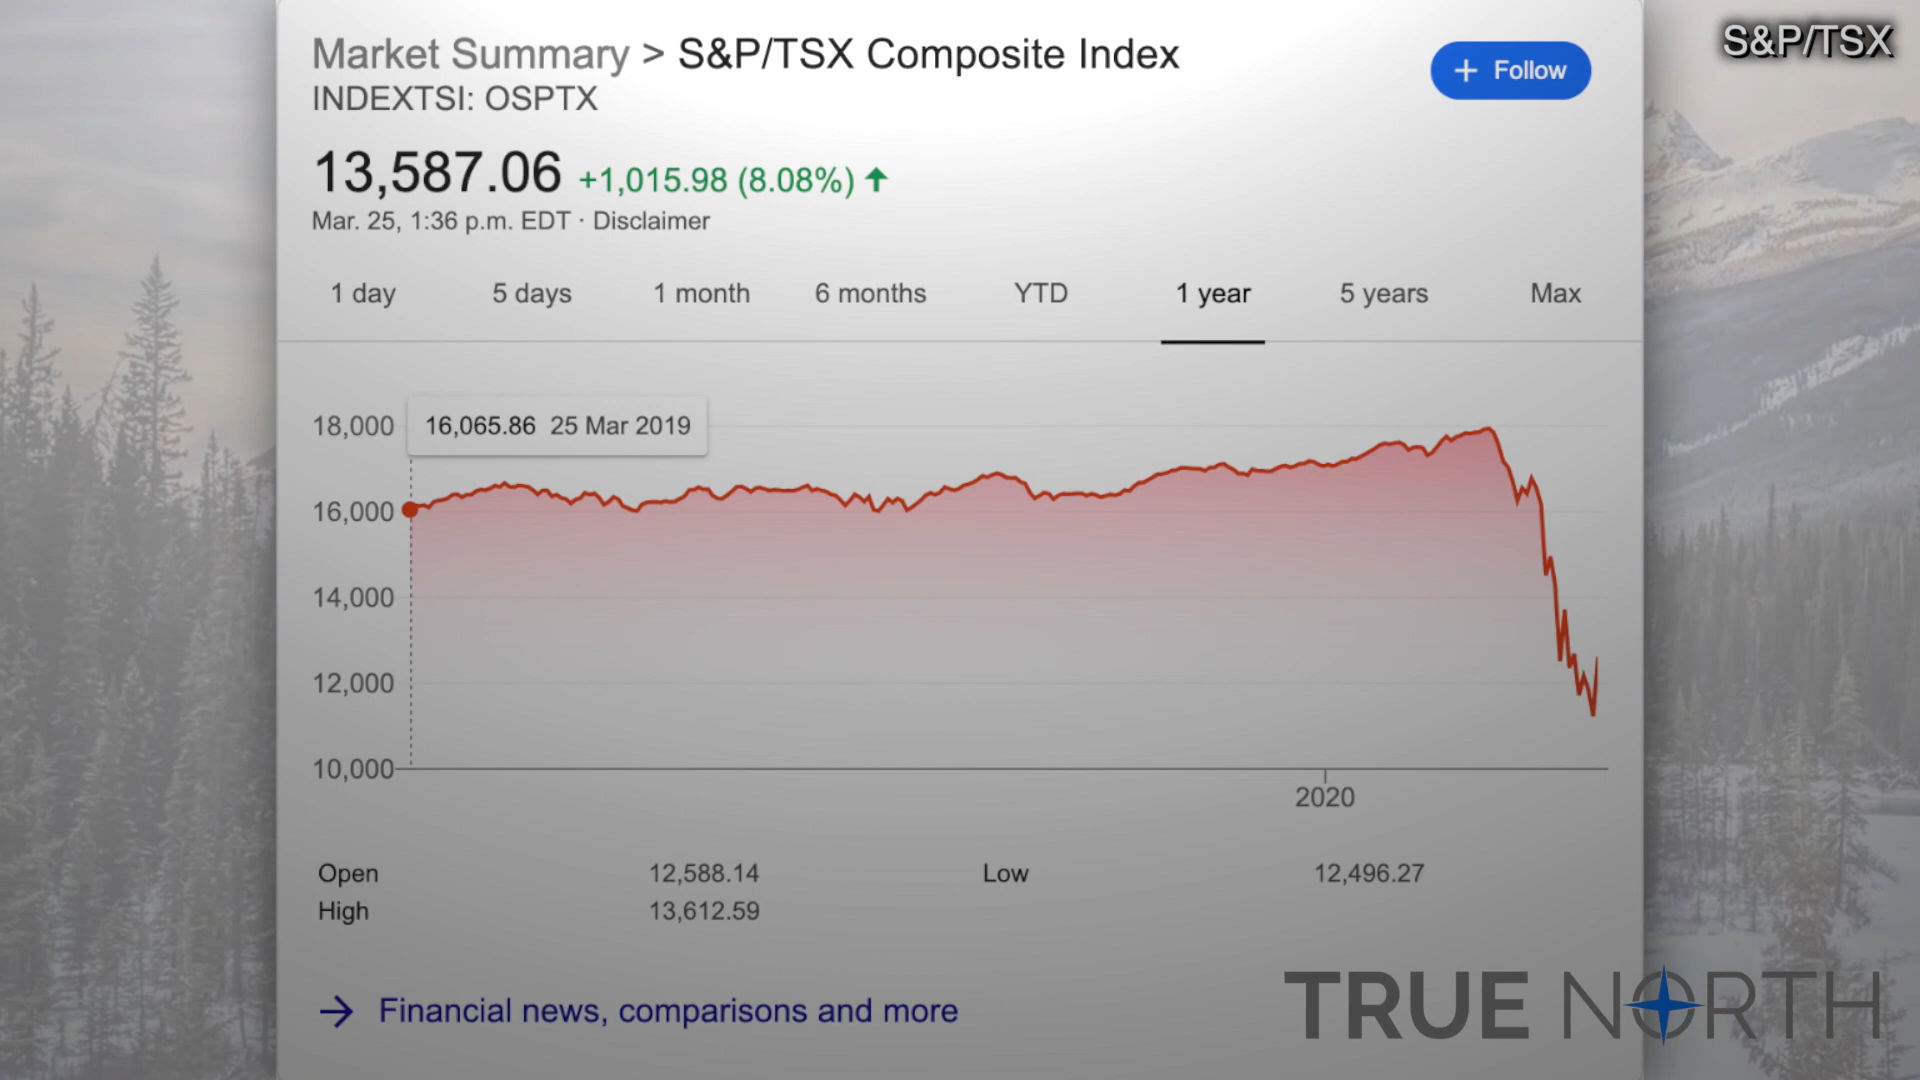 S&P/TSX
Market Summary > S&P/TSX Composite Index
+ Follow
INDEXTSI: OSPTX
13,587.06 +1,015.98 (8.08%)
Mar. 25, 1:36 p.m. EDT · Disclaimer
1 day 5 days 1 month 6 months YTD 1 year 5 years Max
18,000
16,065.86 25 Mar 2019
16,000
14,000
12,000
10,000
2020
Open 12,588.14 Low 12,496.27
High 13,612.59
Financial news, comparisons and more
TRUE NORTH